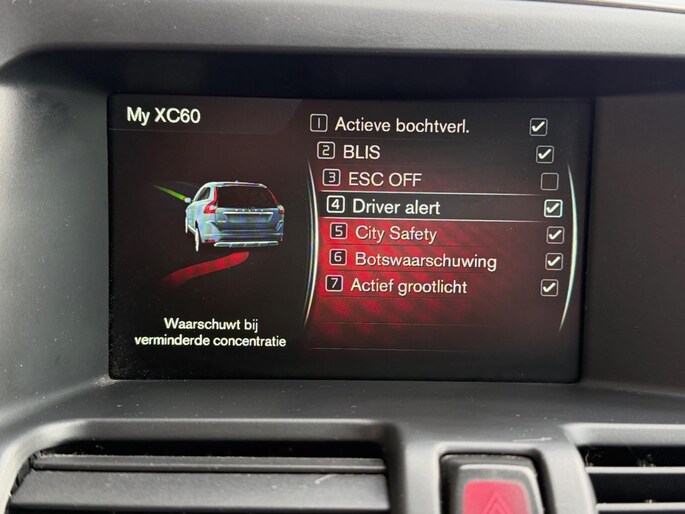 My XC60
1 Actieve bochtverl.
2 BLIS
3 ESC OFF
4 Driver alert
5 City Safety
6 Botswaarschuwing
7 Actief grootlicht
Waarschuwt bij
verminderde concentratie